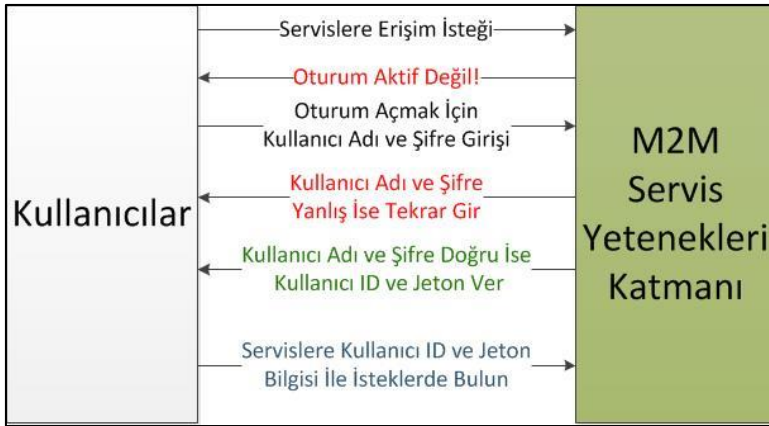 Servislere Erişim İsteği
Oturum Aktif Değil!
Oturum Açmak İçin
Kullanıcı Adı ve Şifre Girişi
Kullanıcı Adı ve Şifre
Yanlış İse Tekrar Gir
Kullanıcı Adı ve Şifre Doğru İse
Kullanıcı ID ve Jeton Ver
Servislere Kullanıcı ID ve Jeton
Bilgisi İle İsteklerde Bulun
Kullanıcılar
M2M
Servis
Yetenekleri
Katmanı